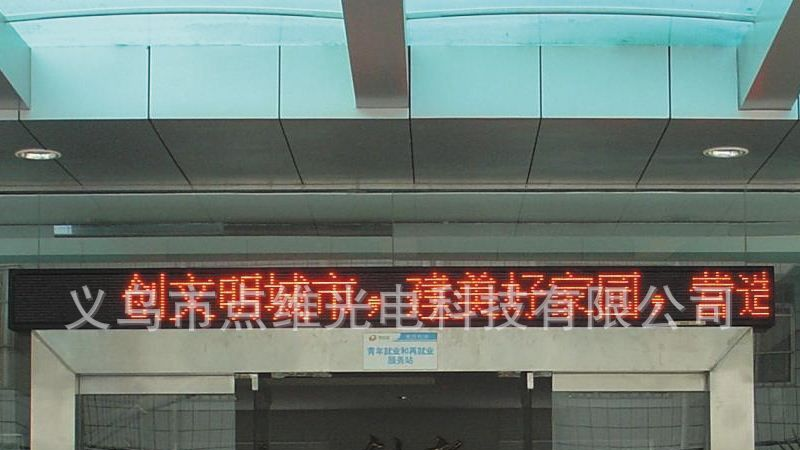 创文明城市，建美好家园，营造
义乌市点维光电科技有限公司
青年就业和再就业
服务站